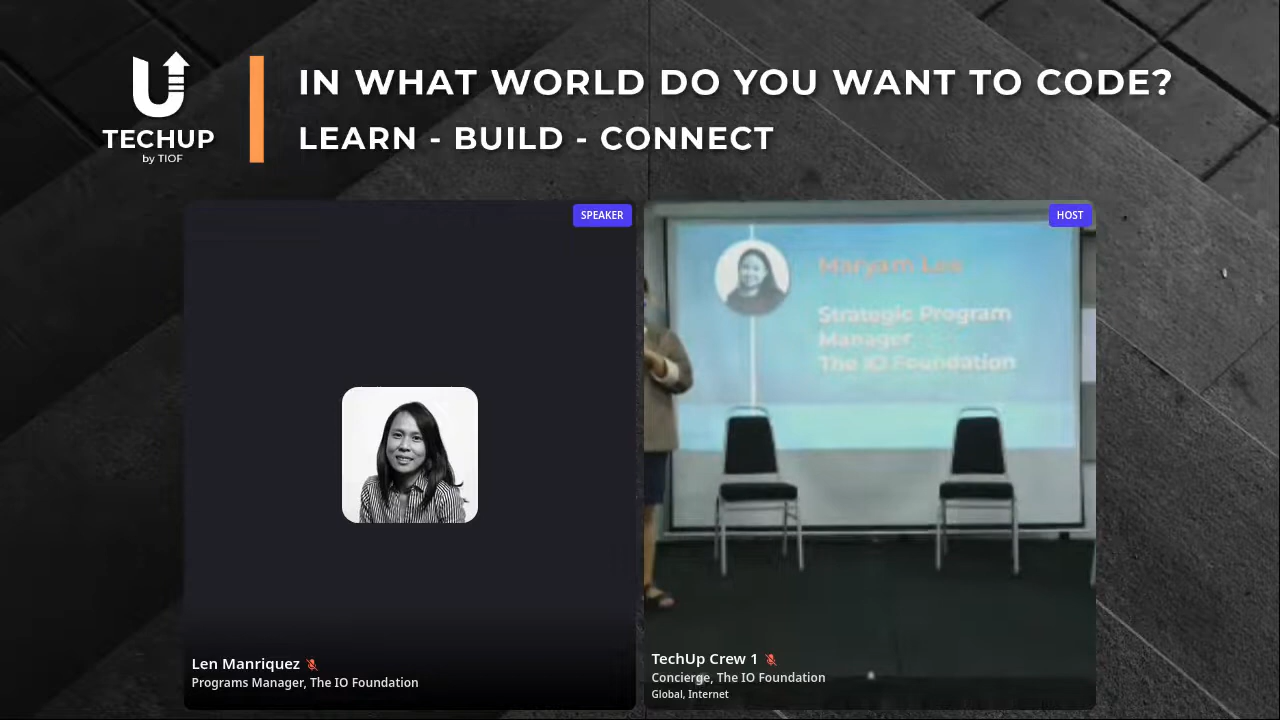 TECHUP
by TIOF
IN WHAT WORLD DO YOU WANT TO CODE?
LEARN - BUILD - CONNECT
SPEAKER
Len Manriquez
Programs Manager, The IO Foundation
HOST
Maryam Lee
Strategic Program
Manager
The IO Foundation
TechUp Crew 1
Concierge, The IO Foundation
Global, Internet